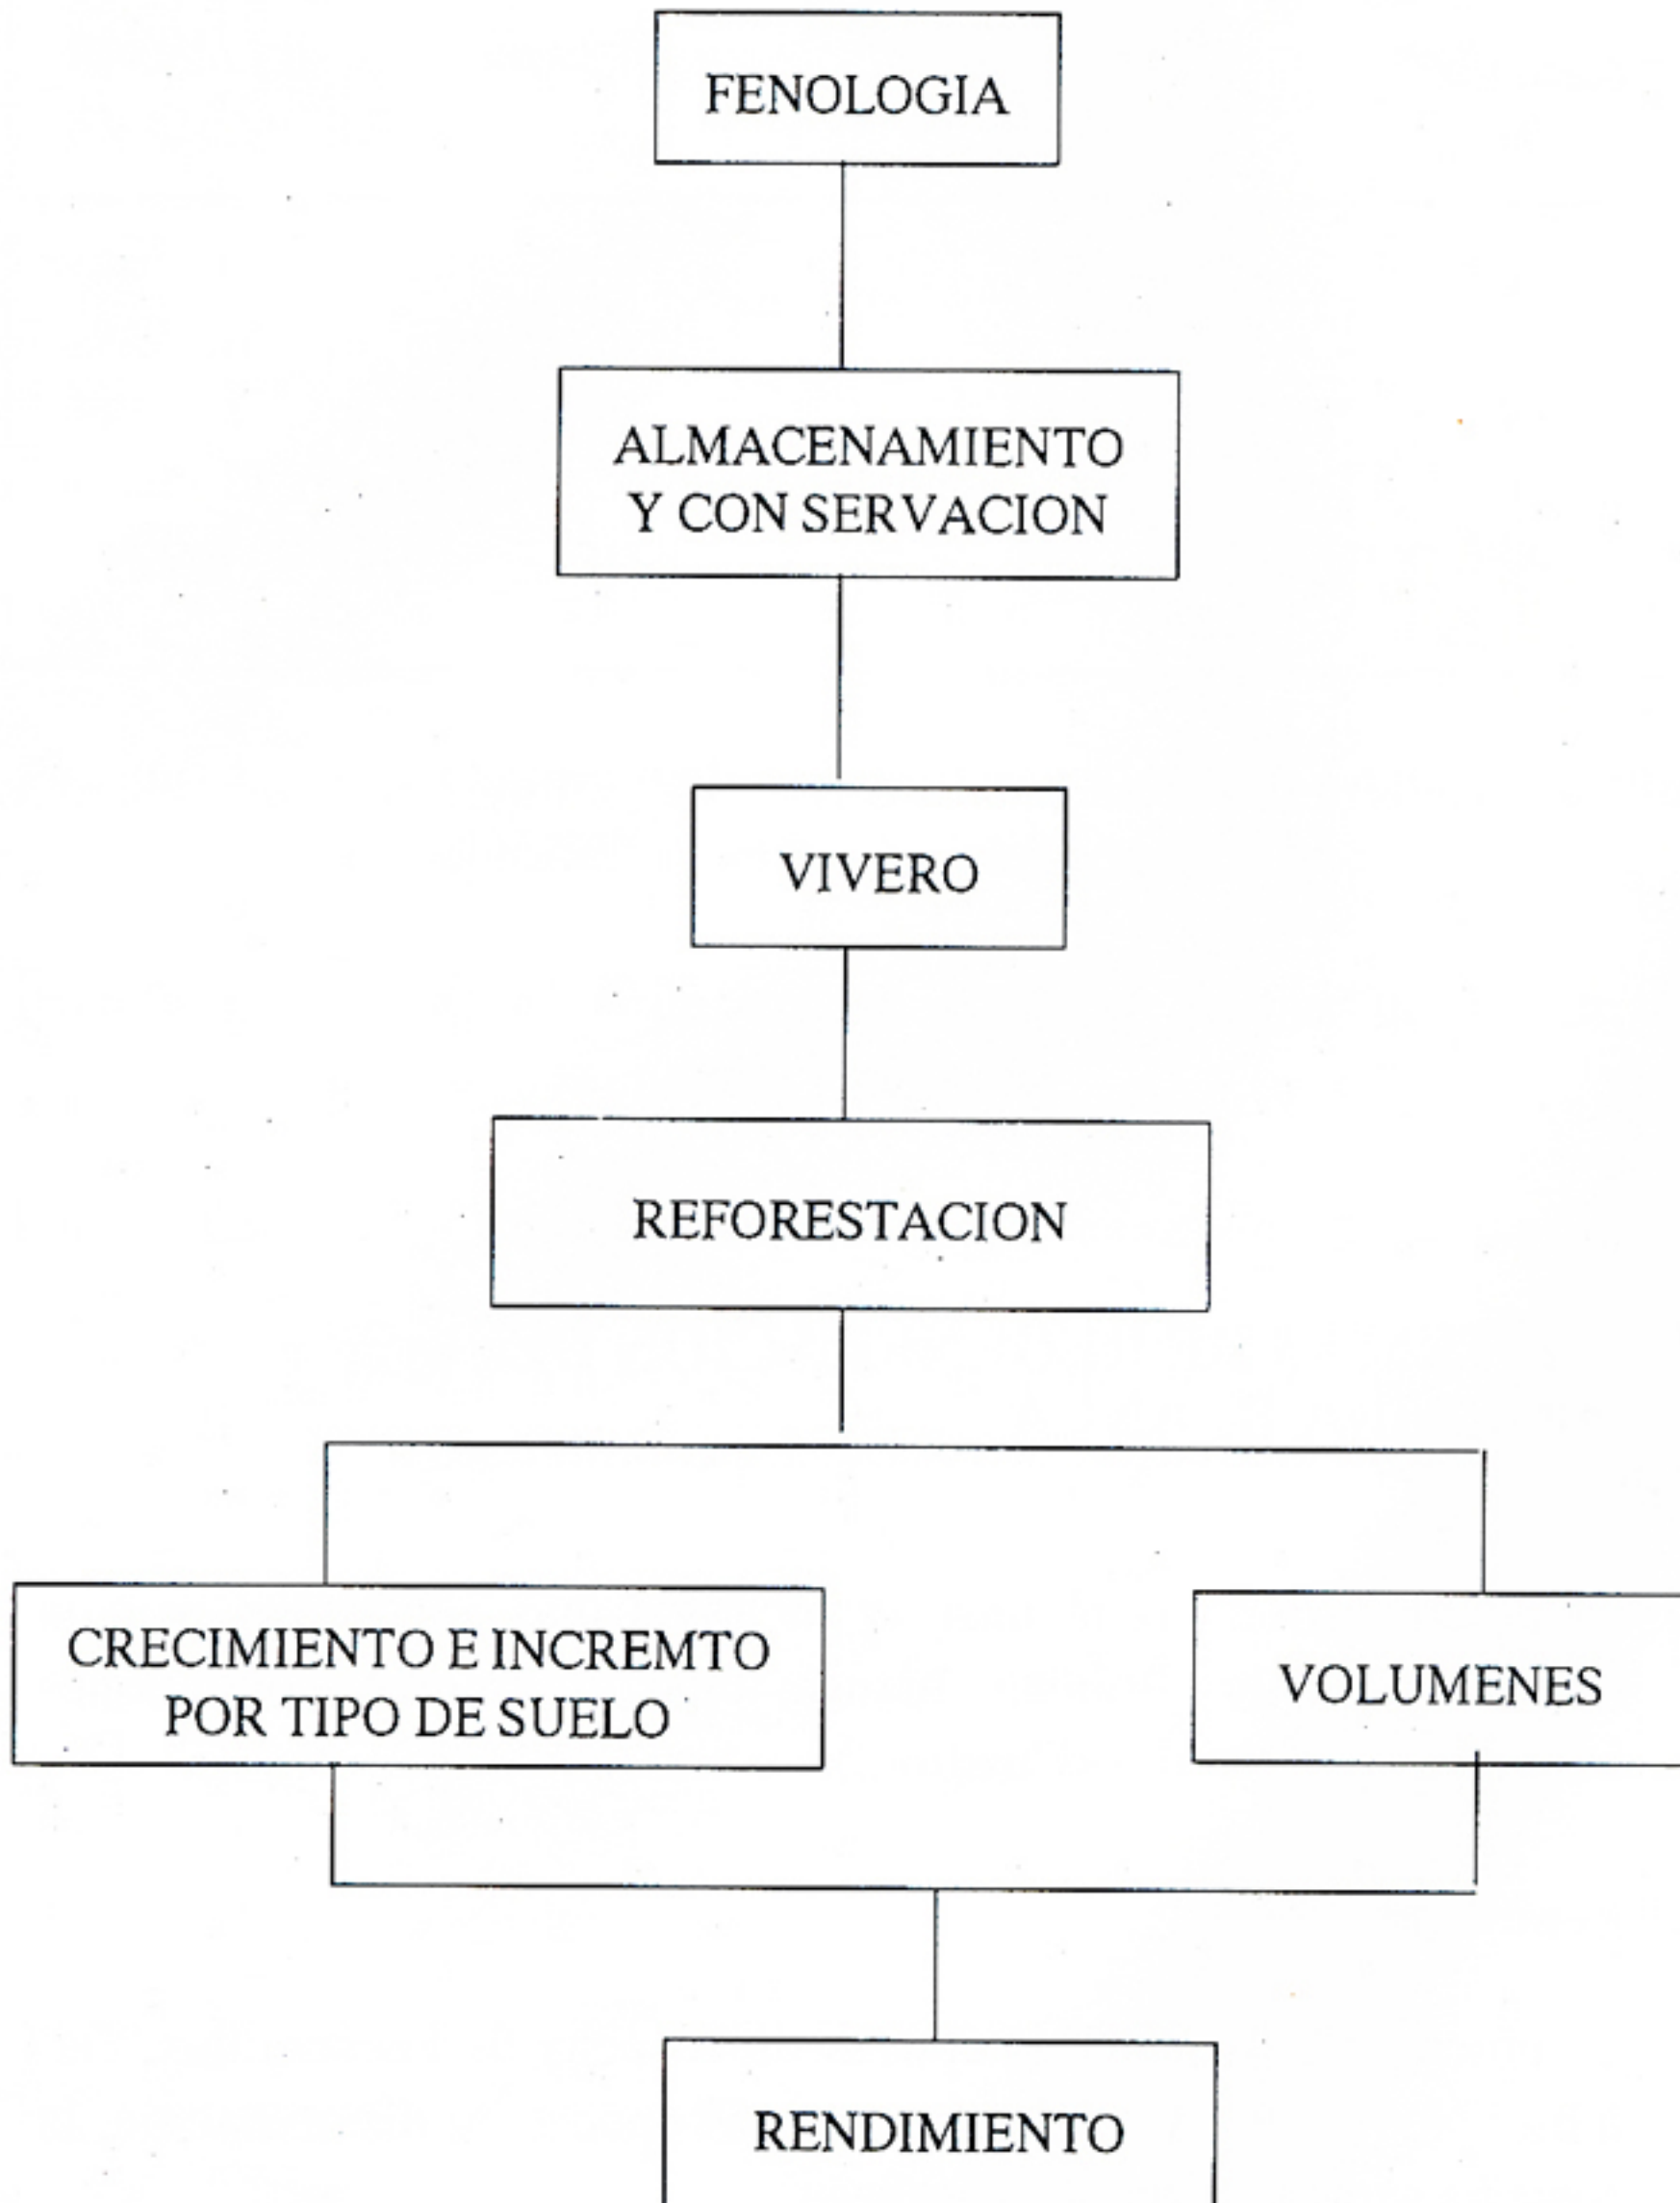 FENOLOGIA
ALMACENAMIENTO
Y CON SERVACION
VIVERO
REFORESTACION
CRECIMIENTO E INCREMTO
POR TIPO DE SUELO
VOLUMENES
RENDIMIENTO